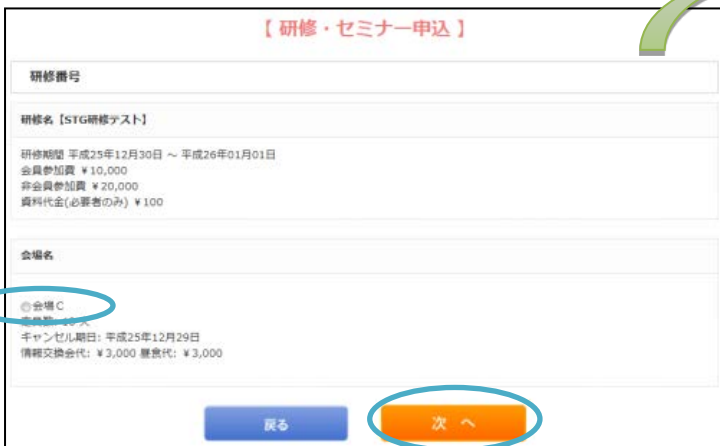 【 研修・セミナー申込 】
研修番号
研修名【STG研修テスト】
研修期間 平成25年12月30日 ～ 平成26年01月01日
会員参加費 ¥10,000
非会員参加費 ¥20,000
資料代金(必要者のみ) ¥100
会場名
会場C
キャンセル期日: 平成25年12月29日
情報交換会代: ¥3,000 昼食代: ¥3,000
戻る
次 へ